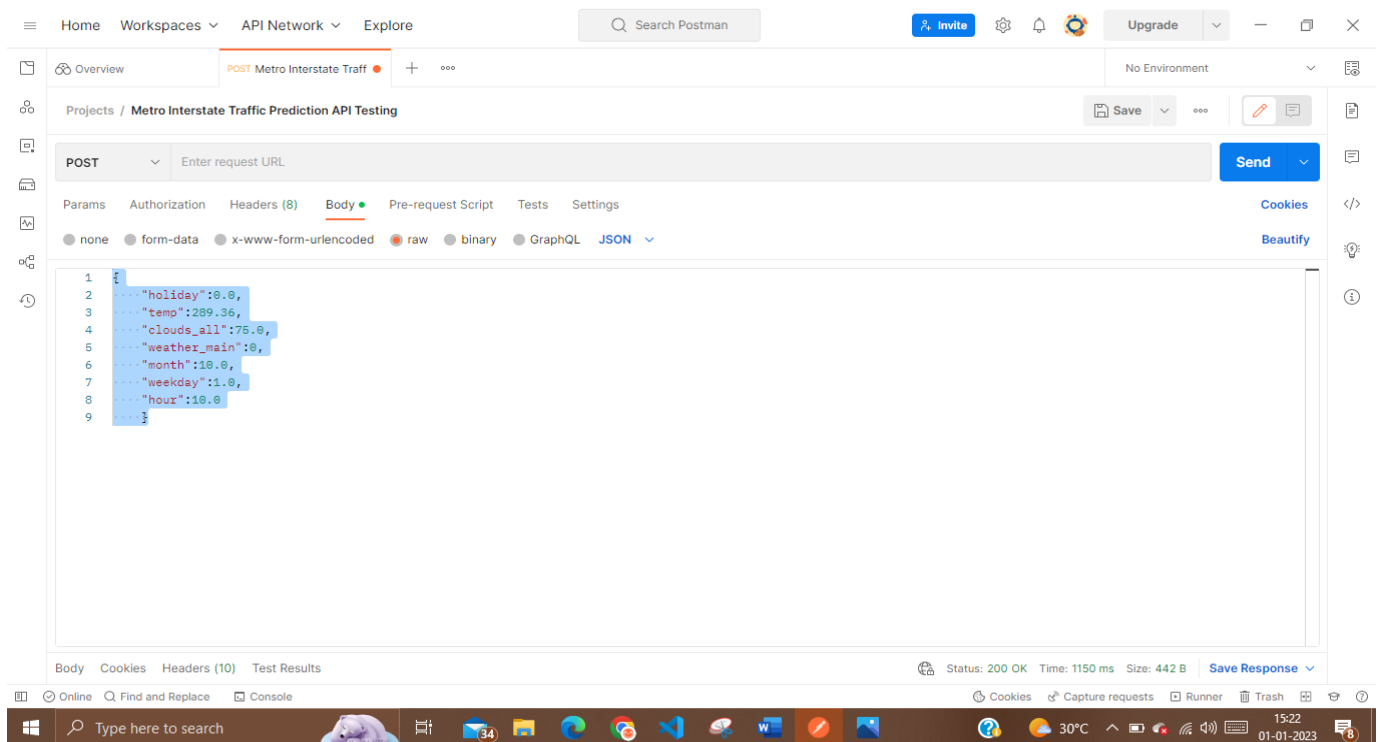 Home Workspaces API Network Explore Search Postman Invite Upgrade
Overview POST Metro Interstate Traff No Environment
Projects / Metro Interstate Traffic Prediction API Testing Save
POST Enter request URL Send
Params Authorization Headers (8) Body Pre-request Script Tests Settings Cookies
none form-data x-www-form-urlencoded raw binary GraphQL JSON Beautify
1 {
2 "holiday":0.0,
3 "temp":289.36,
4 "clouds_all":75.0,
5 "weather_main":0,
6 "month":10.0,
7 "weekday":1.0,
8 "hour":10.0
9 }
Body Cookies Headers (10) Test Results Status: 200 OK Time: 1150 ms Size: 442 B Save Response
Online Find and Replace Console Cookies Capture requests Runner Trash
Type here to search 34 30°C 15:22
01-01-2023 8